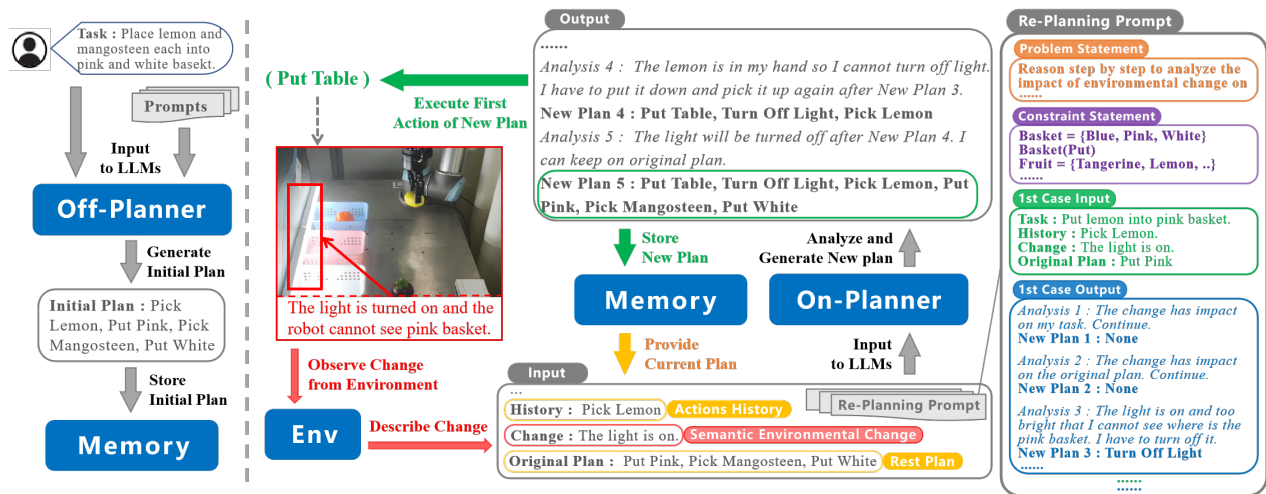 Task : Place lemon and
mangosteen each into
pink and white basekt.
Prompts
Input
to LLMs
Off-Planner
Generate
Initial Plan
Initial Plan : Pick
Lemon, Put Pink, Pick
Mangosteen, Put White
Store
Initial Plan
Memory
( Put Table )
Execute First
Action of New Plan
The light is turned on and the
robot cannot see pink basket.
Observe Change
from Environment
Env
Describe Change
Output
......
Analysis 4 : The lemon is in my hand so I cannot turn off light.
I have to put it down and pick it up again after New Plan 3.
New Plan 4 : Put Table, Turn Off Light, Pick Lemon
Analysis 5 : The light will be turned off after New Plan 4. I
can keep on original plan.
New Plan 5 : Put Table, Turn Off Light, Pick Lemon, Put
Pink, Pick Mangosteen, Put White
Store
New Plan
Analyze and
Generate New plan
Memory
On-Planner
Provide
Current Plan
Input
to LLMs
Input
...
Re-Planning Prompt
History : Pick Lemon
Actions History
Change : The light is on.
Semantic Environmental Change
Original Plan : Put Pink, Pick Mangosteen, Put White
Rest Plan
Re-Planning Prompt
Problem Statement
Reason step by step to analyze the
impact of environmental change on
......
Constraint Statement
Basket = {Blue, Pink, White}
Basket(Put)
Fruit = {Tangerine, Lemon, ..}
......
1st Case Input
Task : Put lemon into pink basket.
History : Pick Lemon.
Change : The light is on.
Original Plan : Put Pink
1st Case Output
Analysis 1 : The change has impact
on my task. Continue.
New Plan 1 : None
Analysis 2 : The change has impact
on the original plan. Continue.
New Plan 2 : None
Analysis 3 : The light is on and too
bright that I cannot see where is the
pink basket. I have to turn off it.
New Plan 3 : Turn Off Light
......
......
......